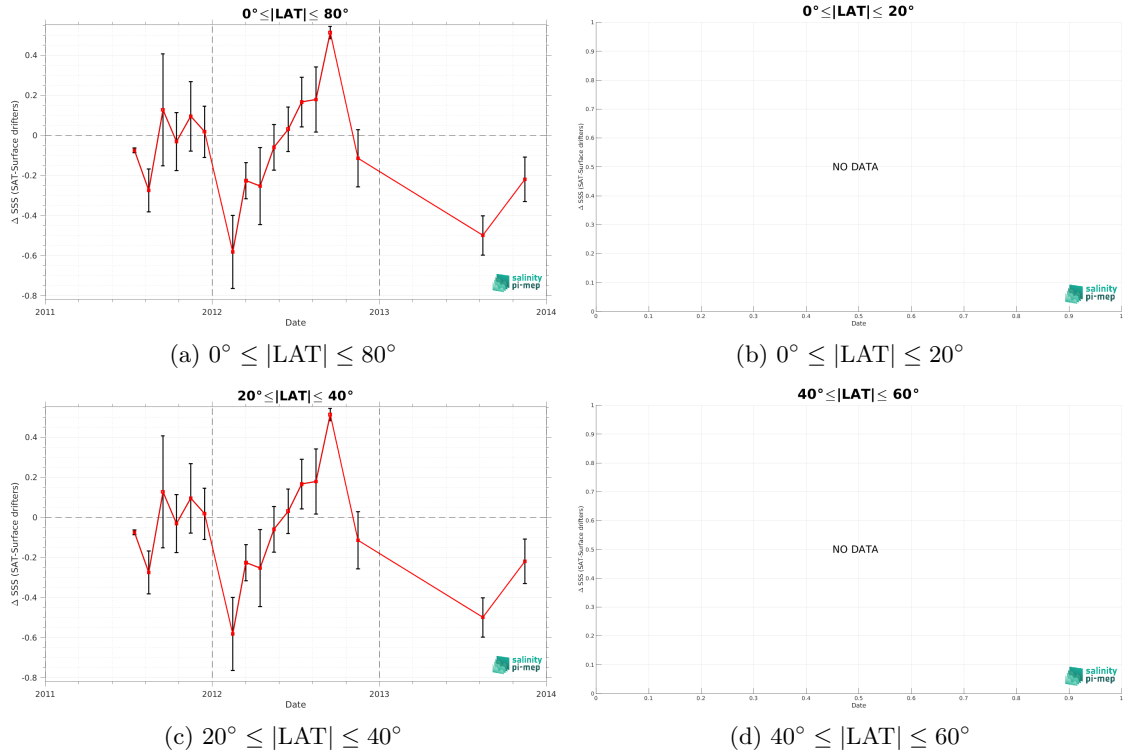 0°≤|LAT|≤ 80°
Δ SSS (SAT-Surface drifters)
0.4
0.2
0
-0.2
-0.4
-0.6
-0.8
2011
2012
2013
2014
Date
salinity
pi-mep
(a) 0° ≤ |LAT| ≤ 80°
0°≤|LAT|≤ 20°
Δ SSS (SAT-Surface drifters)
1
0.9
0.8
0.7
0.6
0.5
0.4
0.3
0.2
0.1
0
NO DATA
0
0.1
0.2
0.3
0.4
0.5
0.6
0.7
0.8
0.9
1
Date
salinity
pi-mep
(b) 0° ≤ |LAT| ≤ 20°
20°≤|LAT|≤ 40°
Δ SSS (SAT-Surface drifters)
0.4
0.2
0
-0.2
-0.4
-0.6
-0.8
2011
2012
2013
2014
Date
salinity
pi-mep
(c) 20° ≤ |LAT| ≤ 40°
40°≤|LAT|≤ 60°
Δ SSS (SAT-Surface drifters)
1
0.9
0.8
0.7
0.6
0.5
0.4
0.3
0.2
0.1
0
NO DATA
0
0.1
0.2
0.3
0.4
0.5
0.6
0.7
0.8
0.9
1
Date
salinity
pi-mep
(d) 40° ≤ |LAT| ≤ 60°